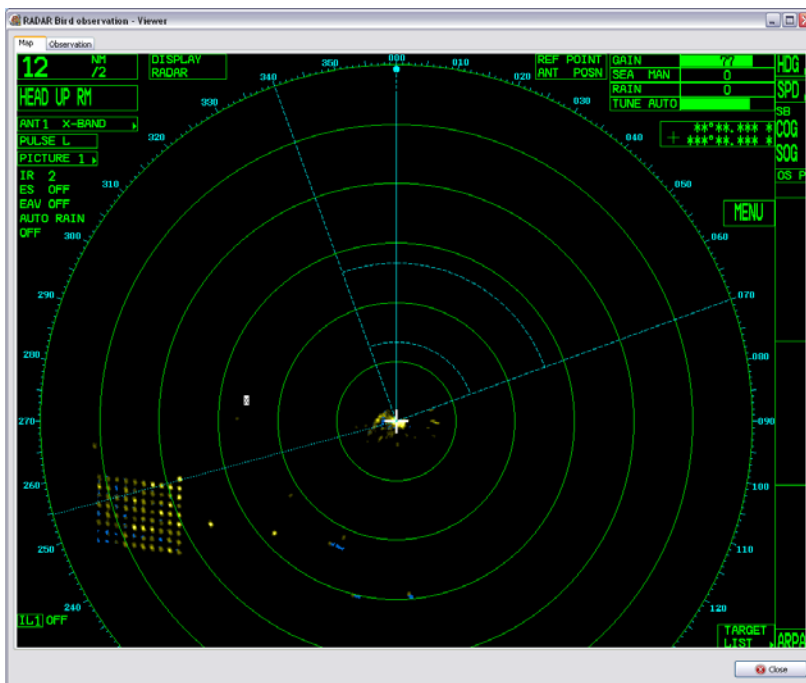 RADAR Bird observation - Viewer
Map Observation
12 NM
/2
DISPLAY
RADAR
HEAD UP RM
ANT1 X-BAND
PULSE L
PICTURE 1
IR 2
ES OFF
EAV OFF
AUTO RAIN
OFF
REF POINT
ANT POSN
GAIN 77
SEA MAN 0
RAIN 0
TUNE AUTO
HDG
SPD
SB
COG
SOG
OS P
+ **°**.*** *
***°**.*** *
MENU
000
010
020
030
040
050
060
070
080
090
100
110
120
240
250
260
270
280
290
300
310
320
330
340
IL1 OFF
TARGET
LIST
ARPA
Close